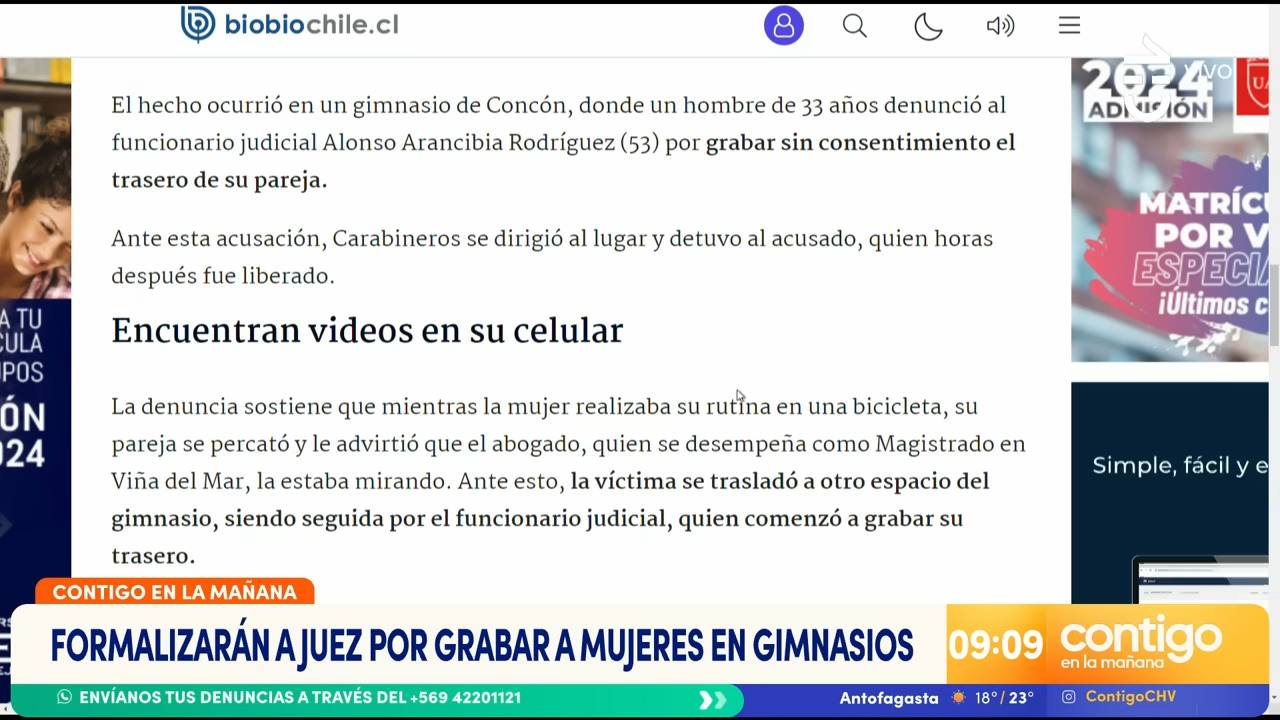 biobiochile.cl
El hecho ocurrió en un gimnasio de Concón, donde un hombre de 33 años denunció al
funcionario judicial Alonso Arancibia Rodríguez (53) por grabar sin consentimiento el
trasero de su pareja.
Ante esta acusación, Carabineros se dirigió al lugar y detuvo al acusado, quien horas
después fue liberado.
Encuentran videos en su celular
La denuncia sostiene que mientras la mujer realizaba su rutina en una bicicleta, su
pareja se percató y le advirtió que el abogado, quien se desempeña como Magistrado en
Viña del Mar, la estaba mirando. Ante esto, la víctima se trasladó a otro espacio del
gimnasio, siendo seguida por el funcionario judicial, quien comenzó a grabar su
trasero.
A TU
CULA
UPOS
ÓN
024
VIVO
2024
ADMISIÓN
UA
MATRÍCU
POR V
ESPECIA
¡Últimos c
Simple, fácil y e
CONTIGO EN LA MAÑANA
FORMALIZARÁN A JUEZ POR GRABAR A MUJERES EN GIMNASIOS
09:09
contigo
en la mañana
ENVÍANOS TUS DENUNCIAS A TRAVÉS DEL +569 42201121
Antofagasta 18°/ 23°
ContigoCHV